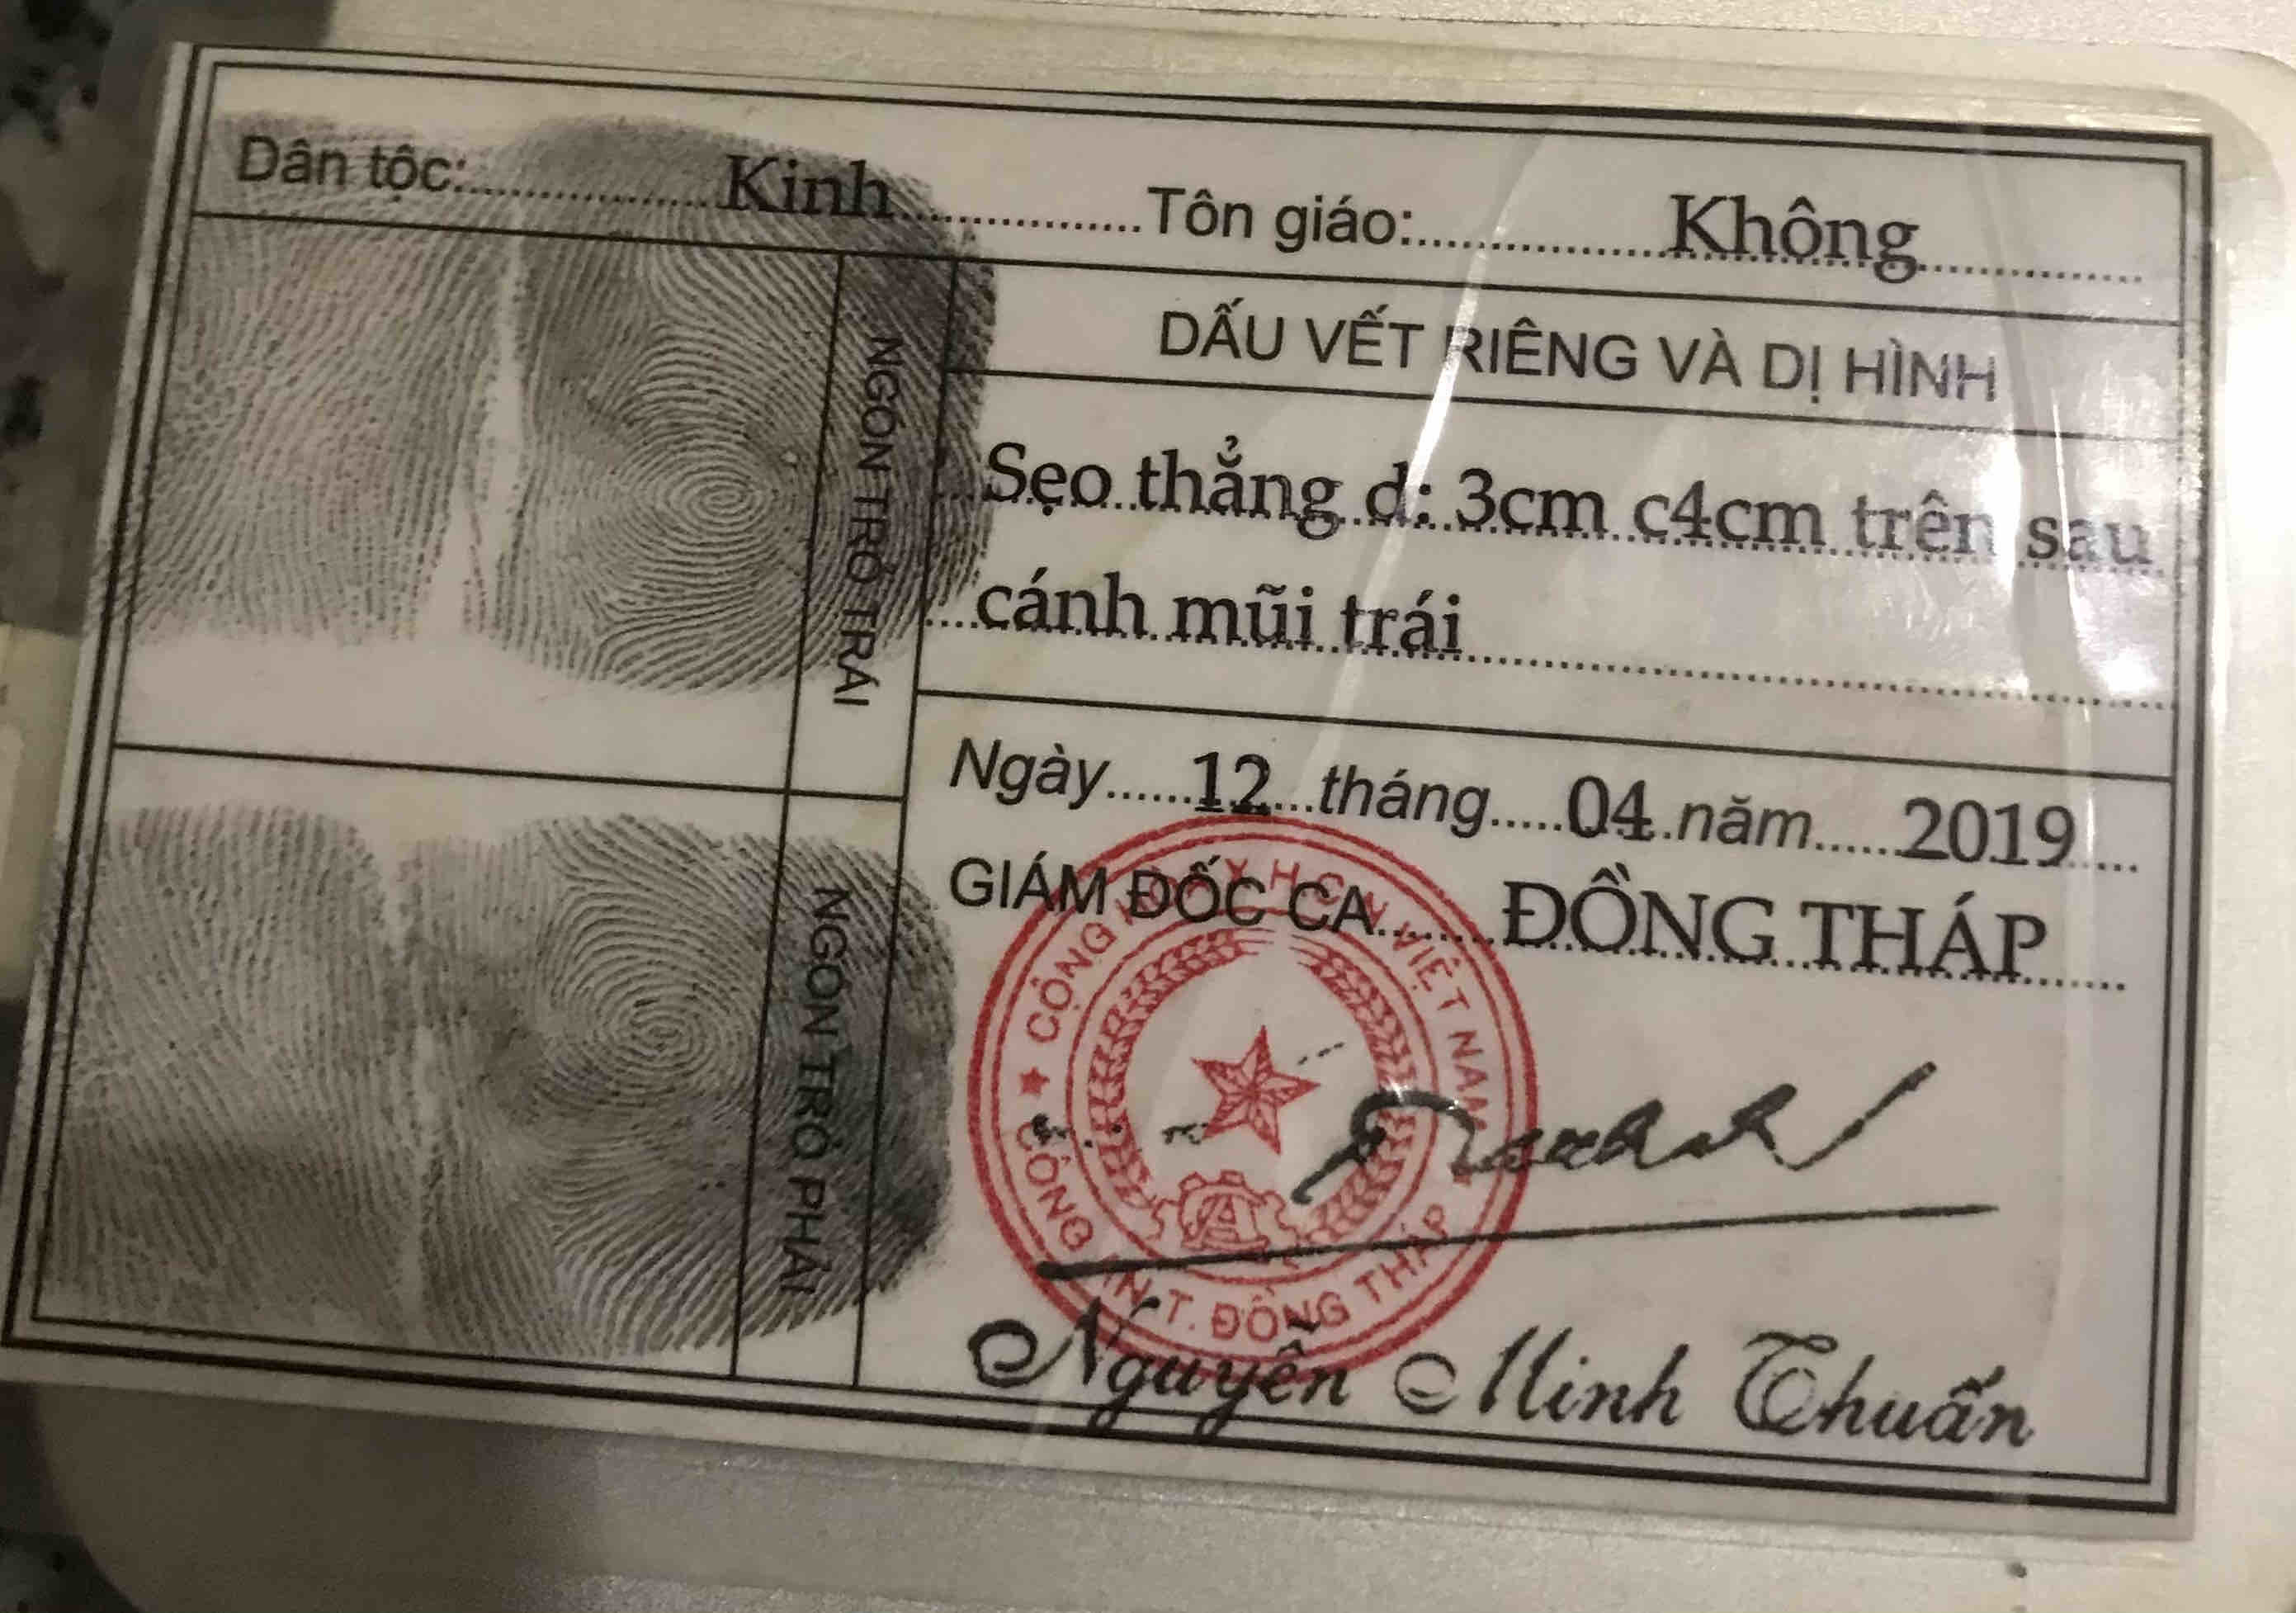 Dân tộc: Kinh Tôn giáo: Không
NGÓN TRỎ TRÁI
DẤU VẾT RIÊNG VÀ DỊ HÌNH
Sẹo thẳng d: 3cm c4cm trên sau
cánh mũi trái
NGÓN TRỎ PHẢI
Ngày 12 tháng 04 năm 2019
GIÁM ĐỐC CA ĐỒNG THÁP
CỘNG HÒA X.H.C.N VIỆT NAM
CÔNG AN T. ĐỒNG THÁP
Nguyễn Minh Thuấn